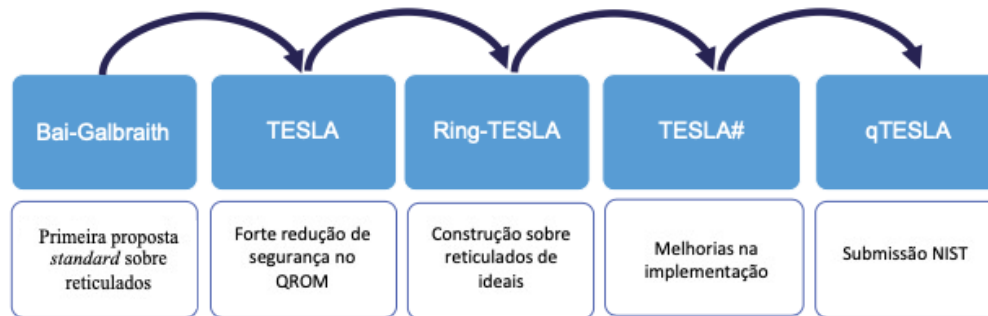 Bai-Galbraith
TESLA
Ring-TESLA
TESLA#
qTESLA
Primeira proposta
standard sobre
reticulados
Forte redução de
segurança no
QROM
Construção sobre
reticulados de
ideais
Melhorias na
implementação
Submissão NIST